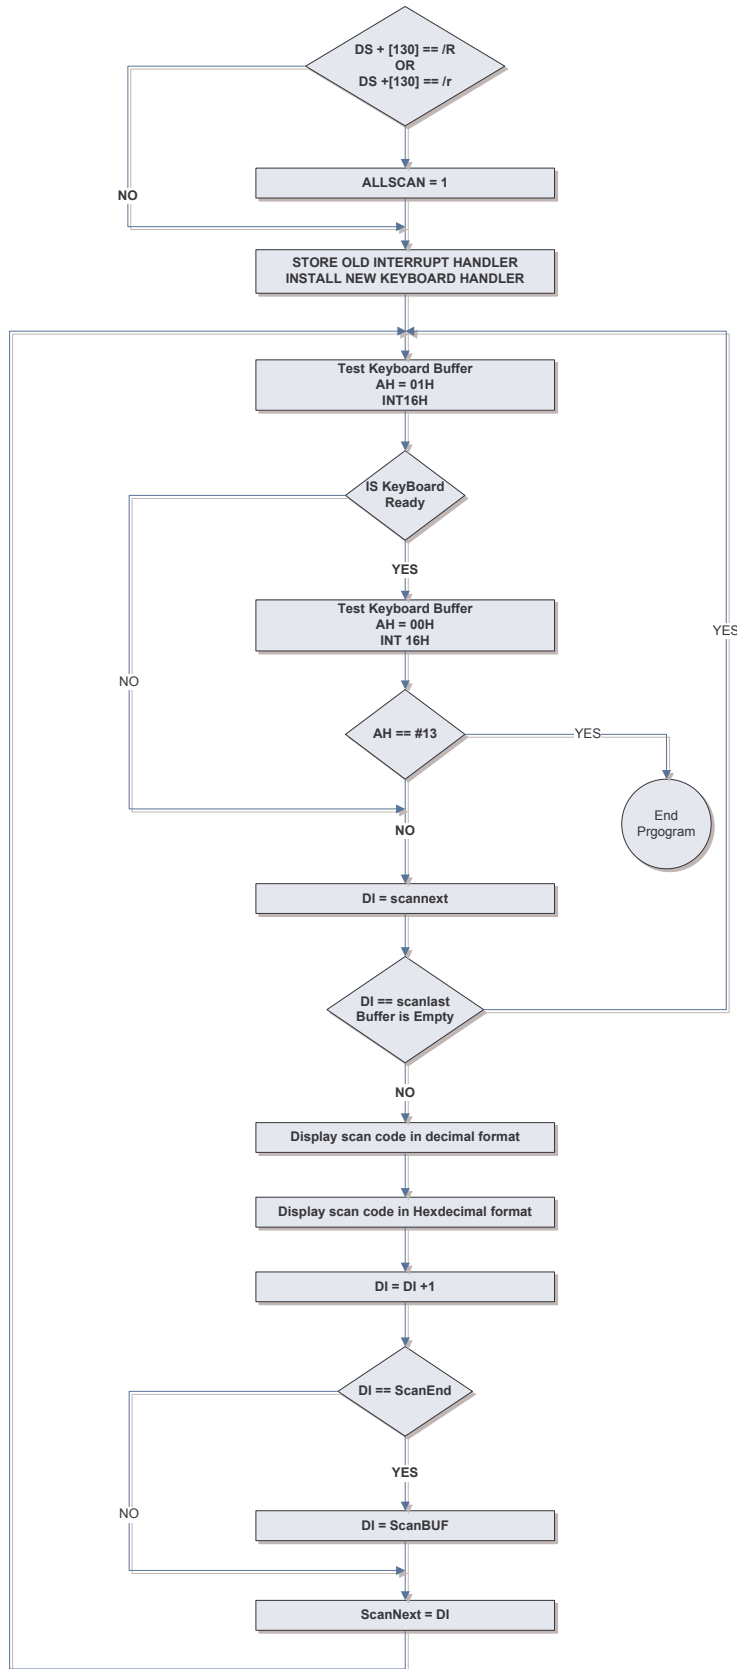 DS + [130] == /R
OR
DS +[130] == /r
ALLSCAN = 1
NO
STORE OLD INTERRUPT HANDLER
INSTALL NEW KEYBOARD HANDLER
Test Keyboard Buffer
AH = 01H
INT16H
IS KeyBoard
Ready
YES
Test Keyboard Buffer
AH = 00H
INT 16H
YES
NO
AH == #13
YES
End
Prgogram
NO
DI = scannext
DI == scanlast
Buffer is Empty
NO
Display scan code in decimal format
Display scan code in Hexdecimal format
DI = DI +1
DI == ScanEnd
YES
NO
DI = ScanBUF
ScanNext = DI